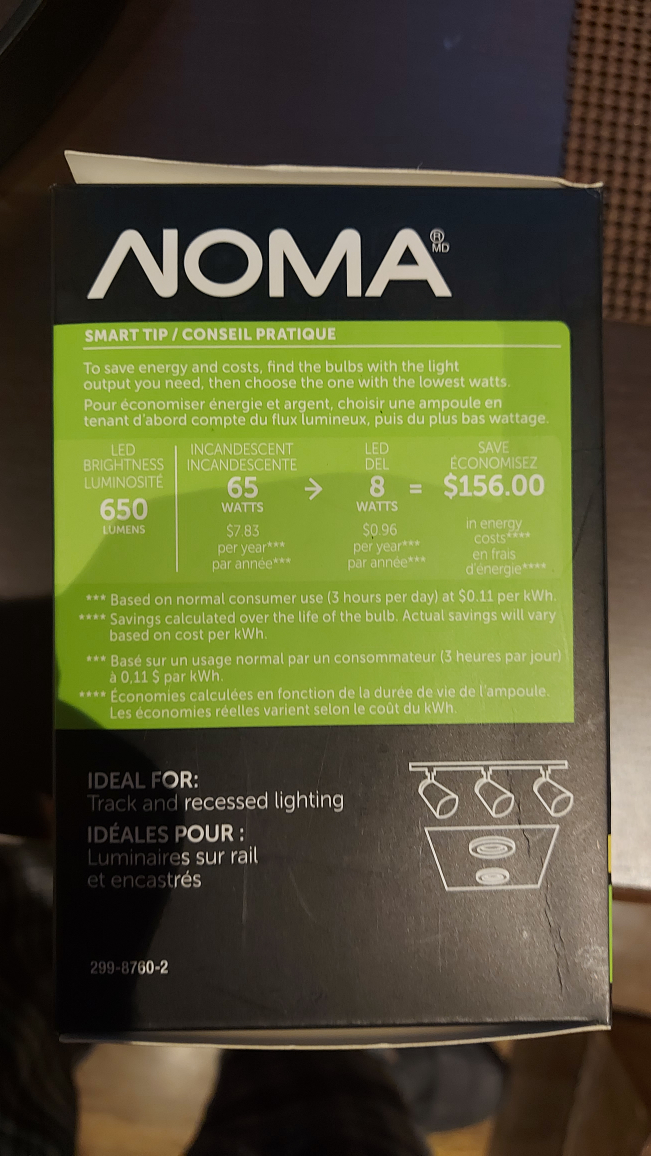 NOMA®
MD
SMART TIP / CONSEIL PRATIQUE
To save energy and costs, find the bulbs with the light
output you need, then choose the one with the lowest watts.
Pour économiser énergie et argent, choisir une ampoule en
tenant d'abord compte du flux lumineux, puis du plus bas wattage.
LED
BRIGHTNESS
LUMINOSITÉ
650
LUMENS
INCANDESCENT
INCANDESCENTE
65
WATTS
$7.83
per year***
par année***
→
LED
DEL
8
WATTS
$0.96
per year***
par année***
=
SAVE
ÉCONOMISEZ
$156.00
in energy
costs****
en frais
d'énergie****
*** Based on normal consumer use (3 hours per day) at $0.11 per kWh.
**** Savings calculated over the life of the bulb. Actual savings will vary
based on cost per kWh.
*** Basé sur un usage normal par un consommateur (3 heures par jour)
à 0,11 $ par kWh.
**** Économies calculées en fonction de la durée de vie de l'ampoule.
Les économies réelles varient selon le coût du kWh.
IDEAL FOR:
Track and recessed lighting
IDÉALES POUR :
Luminaires sur rail
et encastrés
299-8760-2